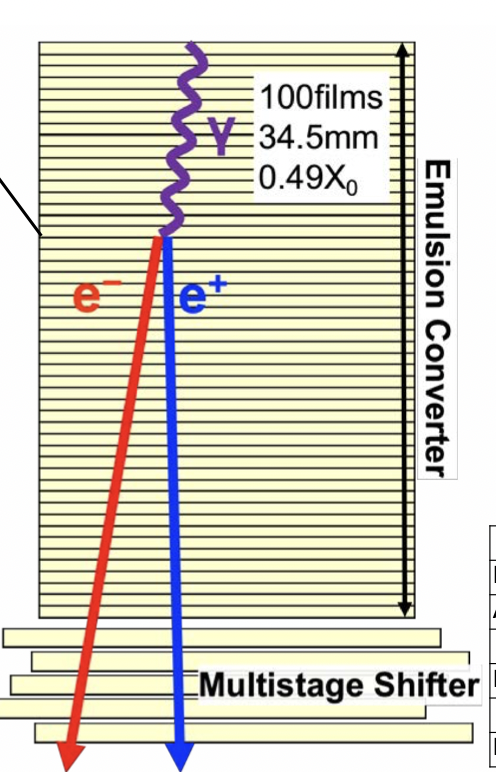 γ
100films
34.5mm
0.49X₀
Emulsion Converter
e⁻
e⁺
Multistage Shifter